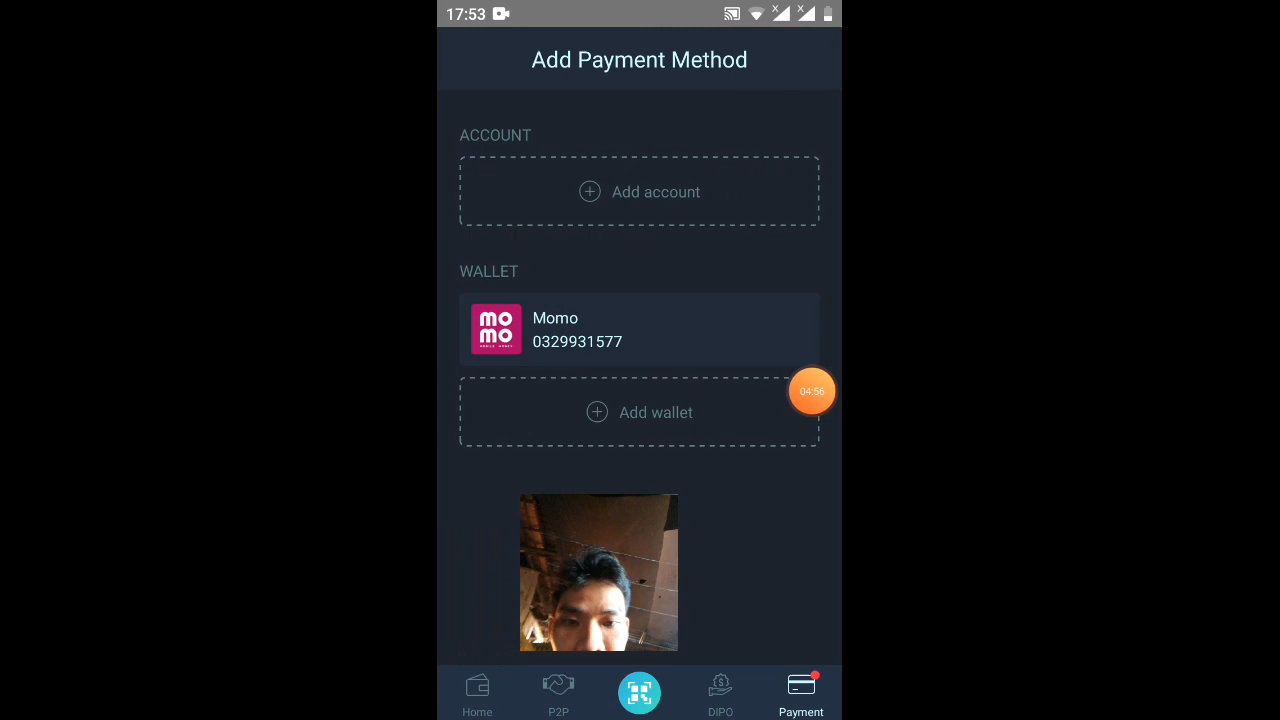 17:53
Add Payment Method
ACCOUNT
Add account
WALLET
mo
mo
Momo
0329931577
04:56
Add wallet
Home
P2P
DIPO
Payment